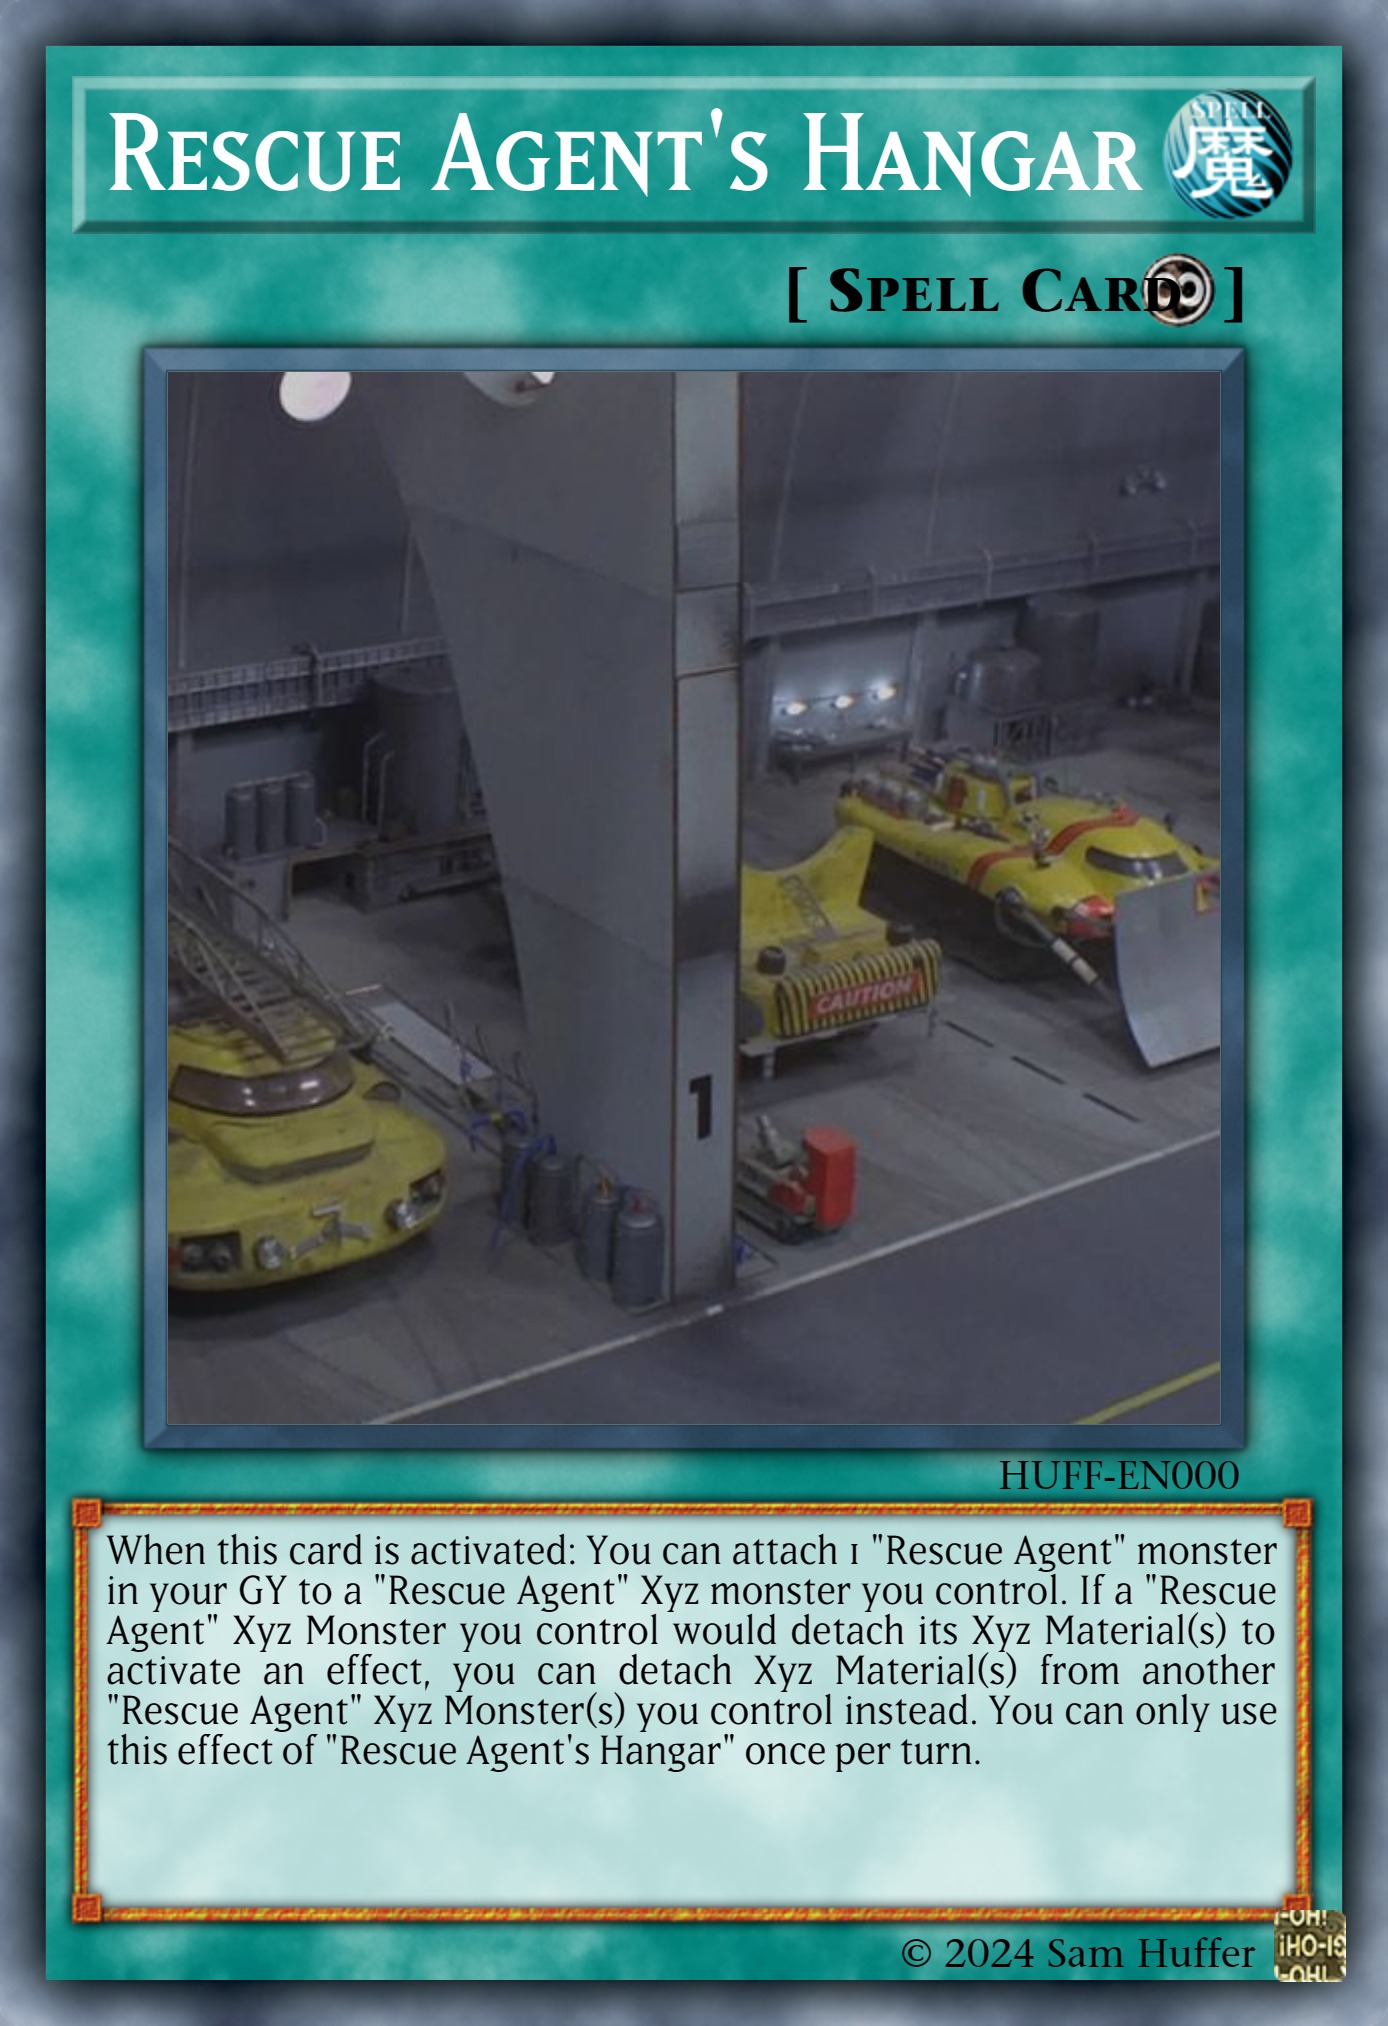 Rescue Agent's Hangar
SPELL
魔
[ Spell Card ]
CAUTION
1
HUFF-EN000
When this card is activated: You can attach 1 "Rescue Agent" monster
in your GY to a "Rescue Agent" Xyz monster you control. If a "Rescue
Agent" Xyz Monster you control would detach its Xyz Material(s) to
activate an effect, you can detach Xyz Material(s) from another
"Rescue Agent" Xyz Monster(s) you control instead. You can only use
this effect of "Rescue Agent's Hangar" once per turn.
© 2024 Sam Huffer